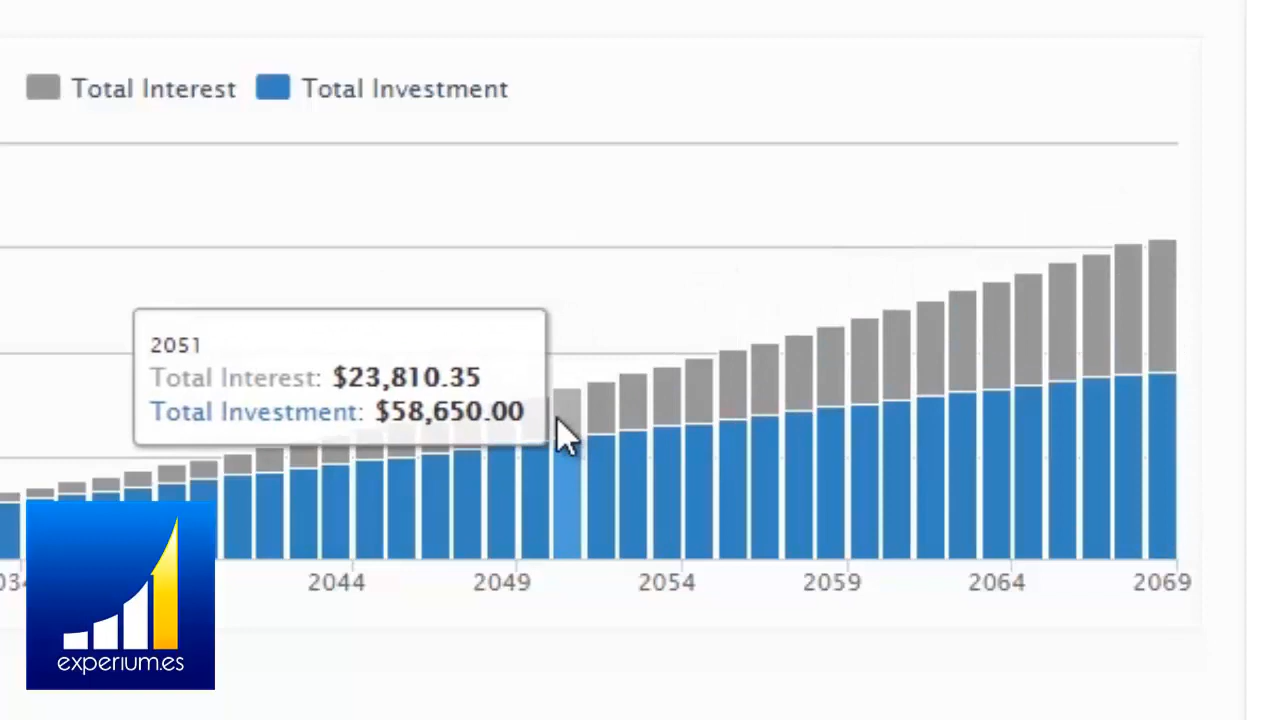 Total Interest Total Investment
2051
Total Interest: $23,810.35
Total Investment: $58,650.00
2044 2049 2054 2059 2064 2069
experium.es